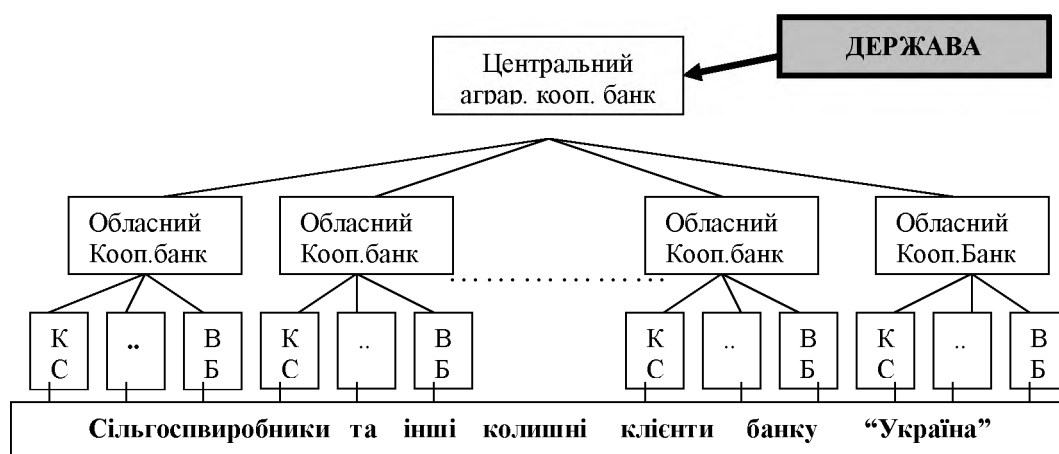 ДЕРЖАВА
Центральний
аграр. кооп. банк
Обласний
Кооп.банк
Обласний
Кооп.банк
Обласний
Кооп.банк
Обласний
Кооп.Банк
....................
К
С
..
В
Б
К
С
..
В
Б
К
С
..
В
Б
К
С
..
В
Б
Сільгоспвиробники та інші колишні клієнти банку “Україна”